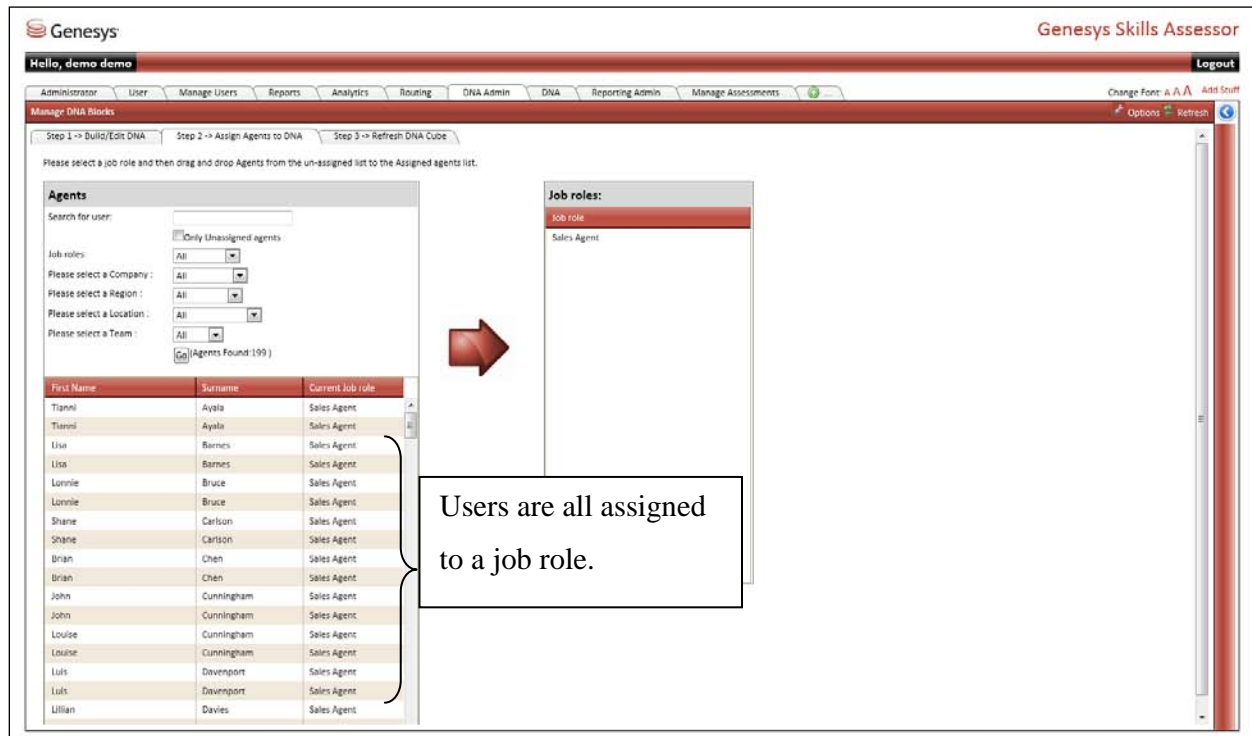 Genesys
Genesys Skills Assessor
Hello, demo demo
Logout
Administrator User Manage Users Reports Analytics Routing DNA Admin DNA Reporting Admin Manage Assessments
Change Font: A A A Add Stuff
Manage DNA Blocks
Options Refresh
Step 1 -> Build/Edit DNA Step 2 -> Assign Agents to DNA Step 3 -> Refresh DNA Cube
Please select a job role and then drag and drop Agents from the un-assigned list to the Assigned agents list.
Agents
Search for user:
Only Unassigned agents
Job roles: All
Please select a Company : All
Please select a Region : All
Please select a Location : All
Please select a Team : All
Go (Agents Found:199 )
First Name Surname Current Job role
Tianni Ayala Sales Agent
Tianni Ayala Sales Agent
Lisa Barnes Sales Agent
Lisa Barnes Sales Agent
Lonnie Bruce Sales Agent
Lonnie Bruce Sales Agent
Shane Carlson Sales Agent
Shane Carlson Sales Agent
Brian Chen Sales Agent
Brian Chen Sales Agent
John Cunningham Sales Agent
John Cunningham Sales Agent
Louise Cunningham Sales Agent
Louise Cunningham Sales Agent
Luis Davenport Sales Agent
Luis Davenport Sales Agent
Lillian Davies Sales Agent
Job roles:
Job role
Sales Agent
Users are all assigned
to a job role.